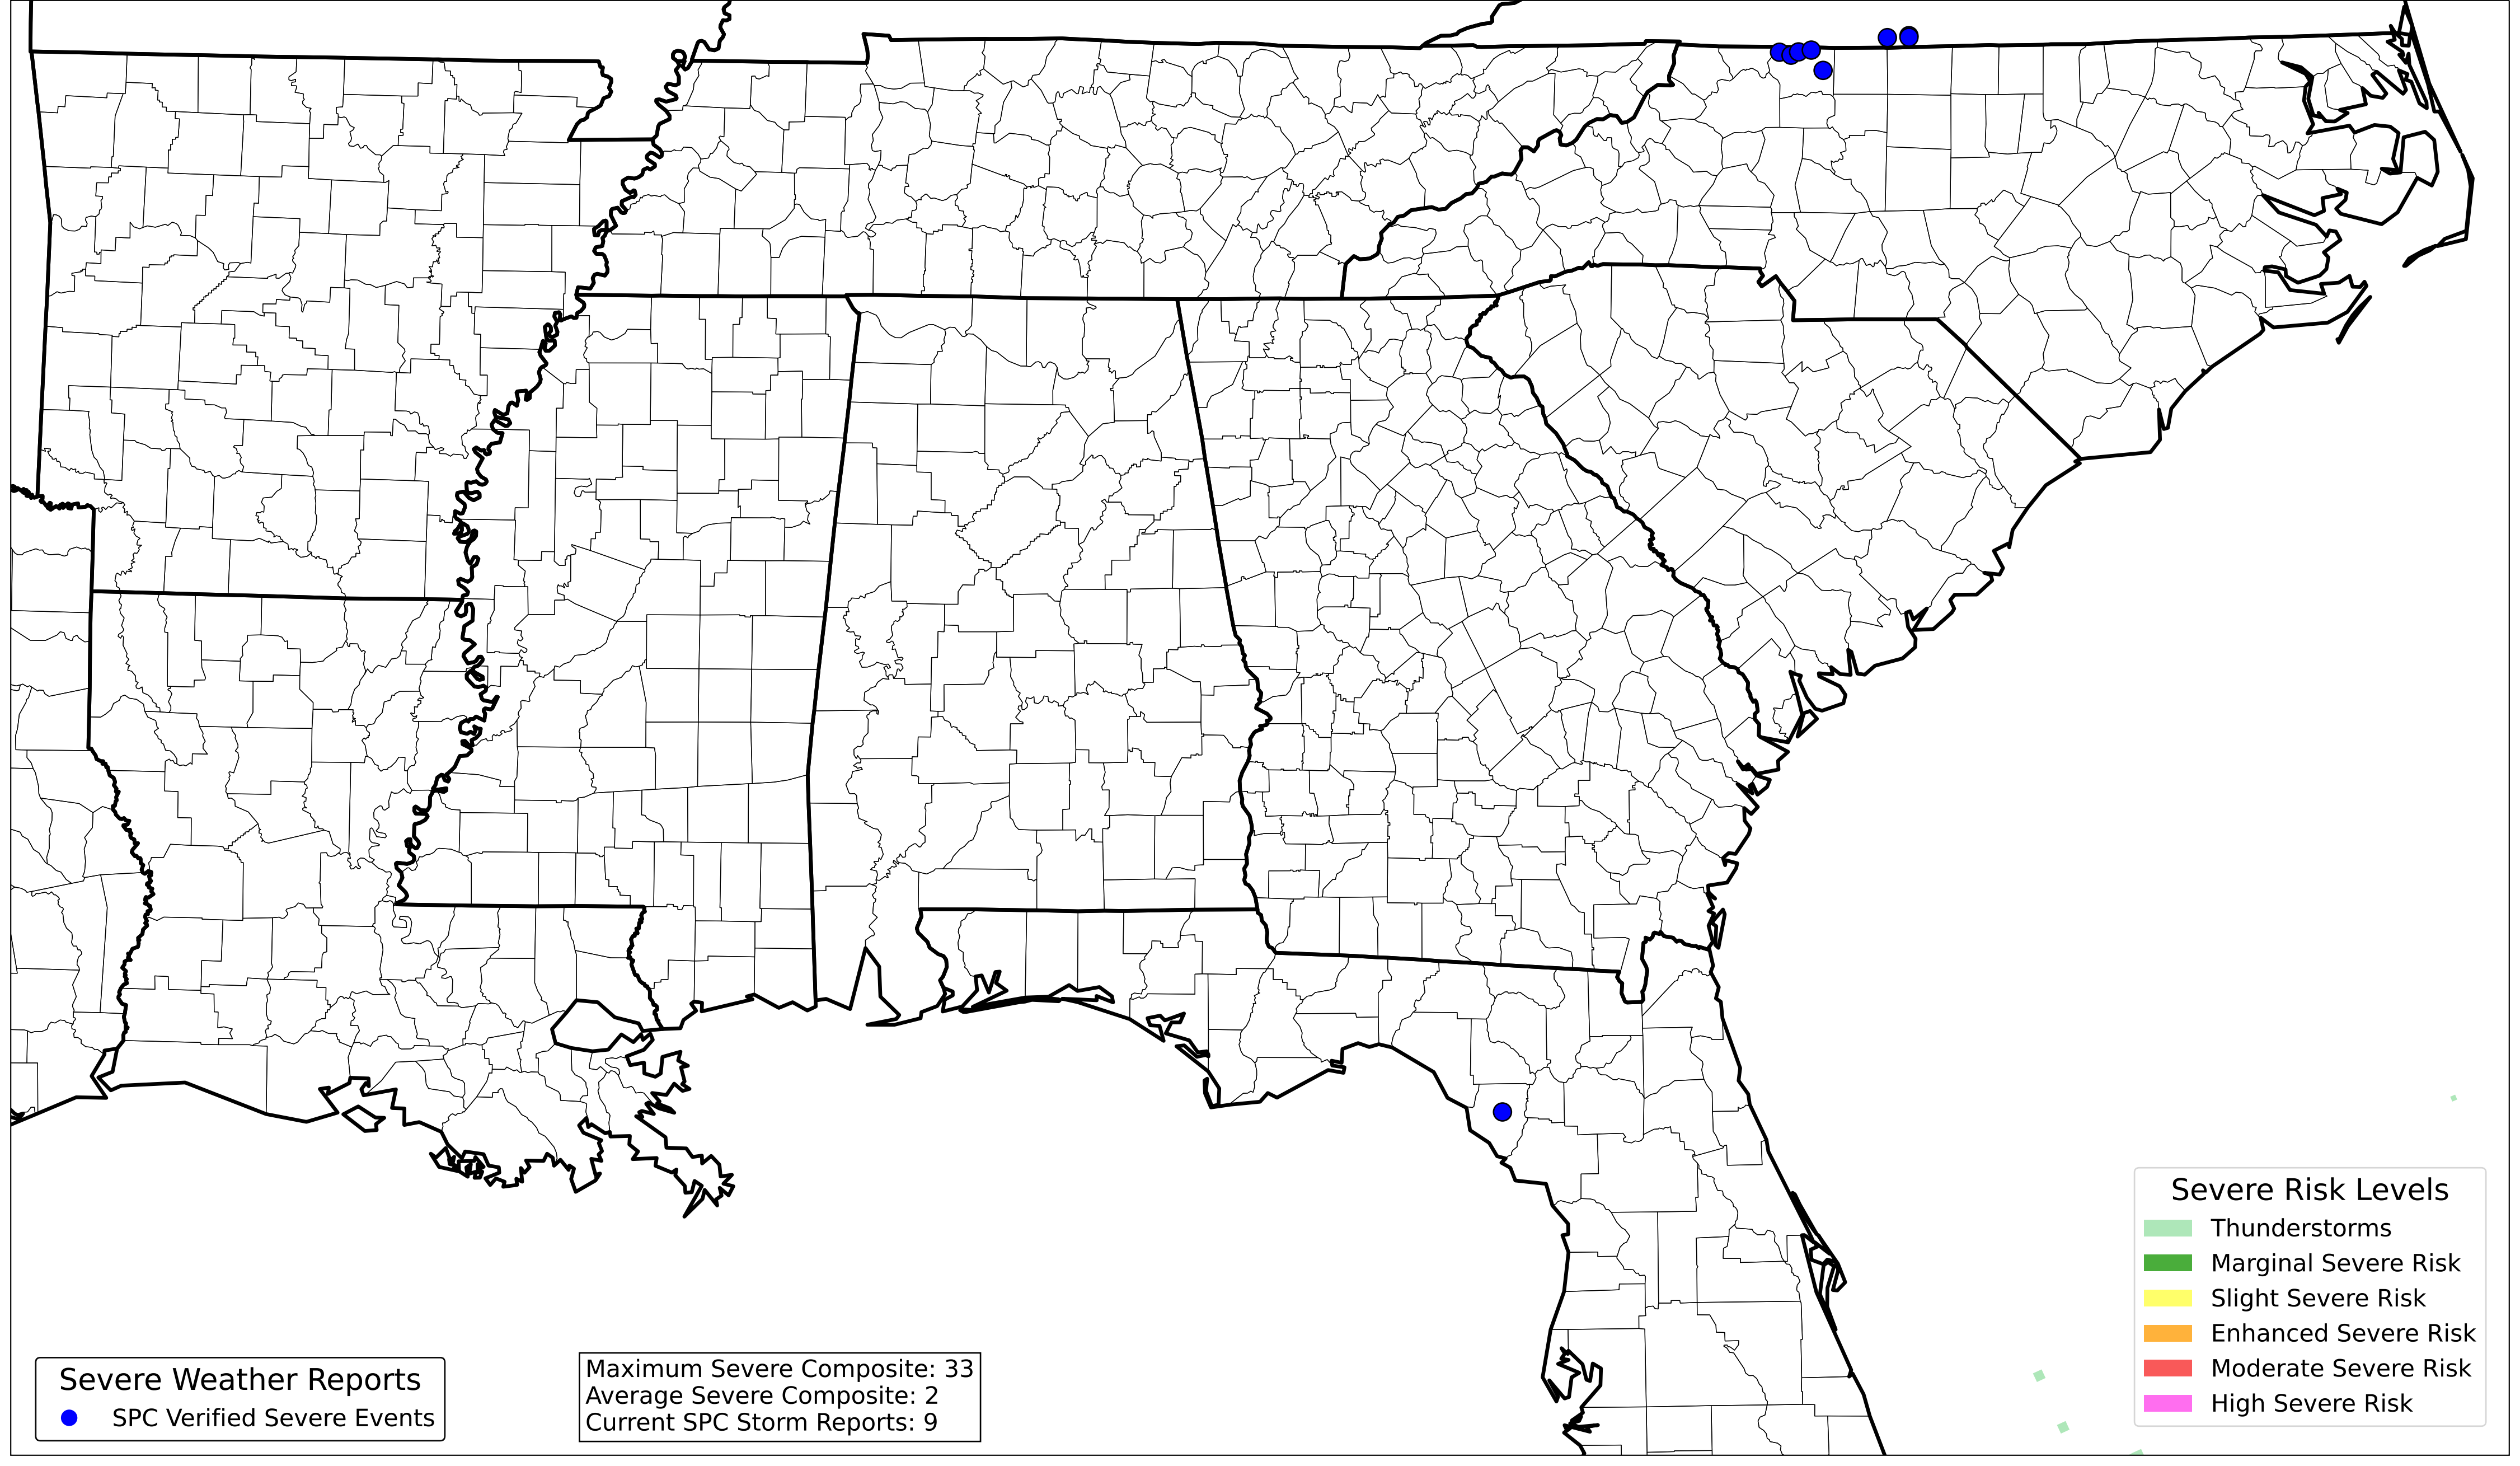 Severe Weather Reports
SPC Verified Severe Events
Maximum Severe Composite: 33
Average Severe Composite: 2
Current SPC Storm Reports: 9
Severe Risk Levels
Thunderstorms
Marginal Severe Risk
Slight Severe Risk
Enhanced Severe Risk
Moderate Severe Risk
High Severe Risk